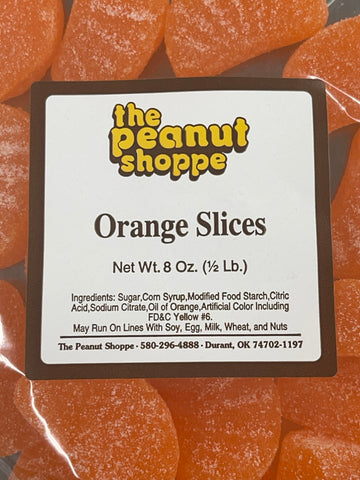 the
peanut
shoppe
Orange Slices
Net Wt. 8 Oz. (½ Lb.)
Ingredients: Sugar,Corn Syrup,Modified Food Starch,Citric
Acid,Sodium Citrate,Oil of Orange,Artificial Color Including
FD&C Yellow #6.
May Run On Lines With Soy, Egg, Milk, Wheat, and Nuts
The Peanut Shoppe · 580-296-4888 · Durant, OK 74702-1197